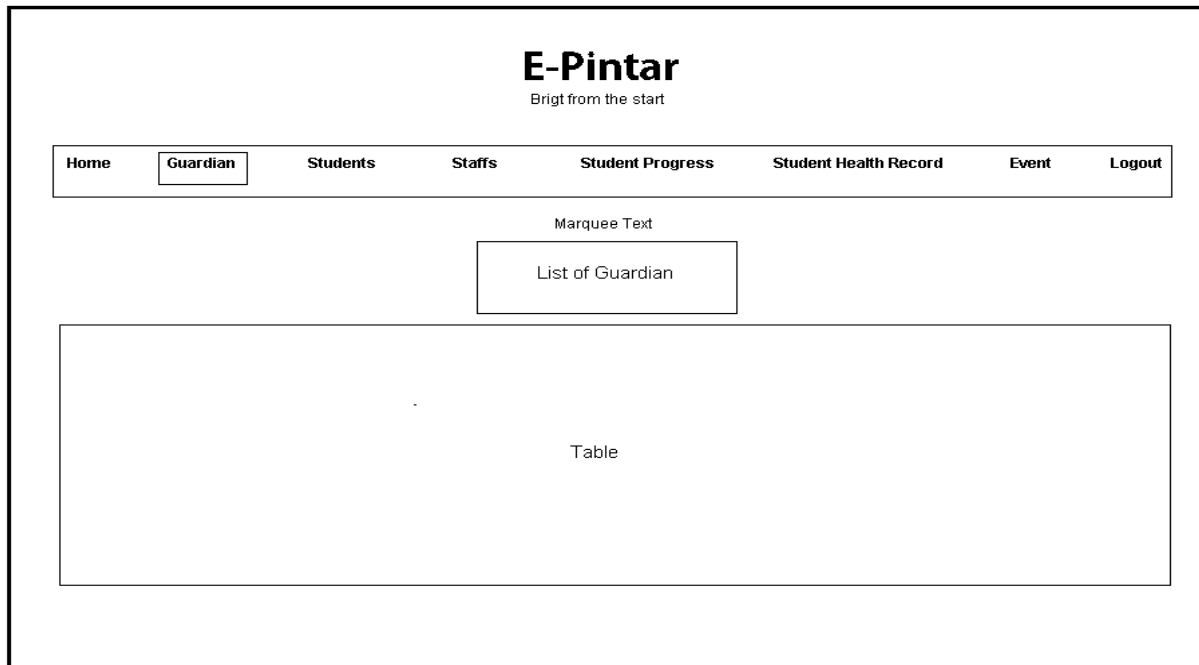 E-Pintar
Brigt from the start
Home Guardian Students Staffs Student Progress Student Health Record Event Logout
Marquee Text
List of Guardian
Table